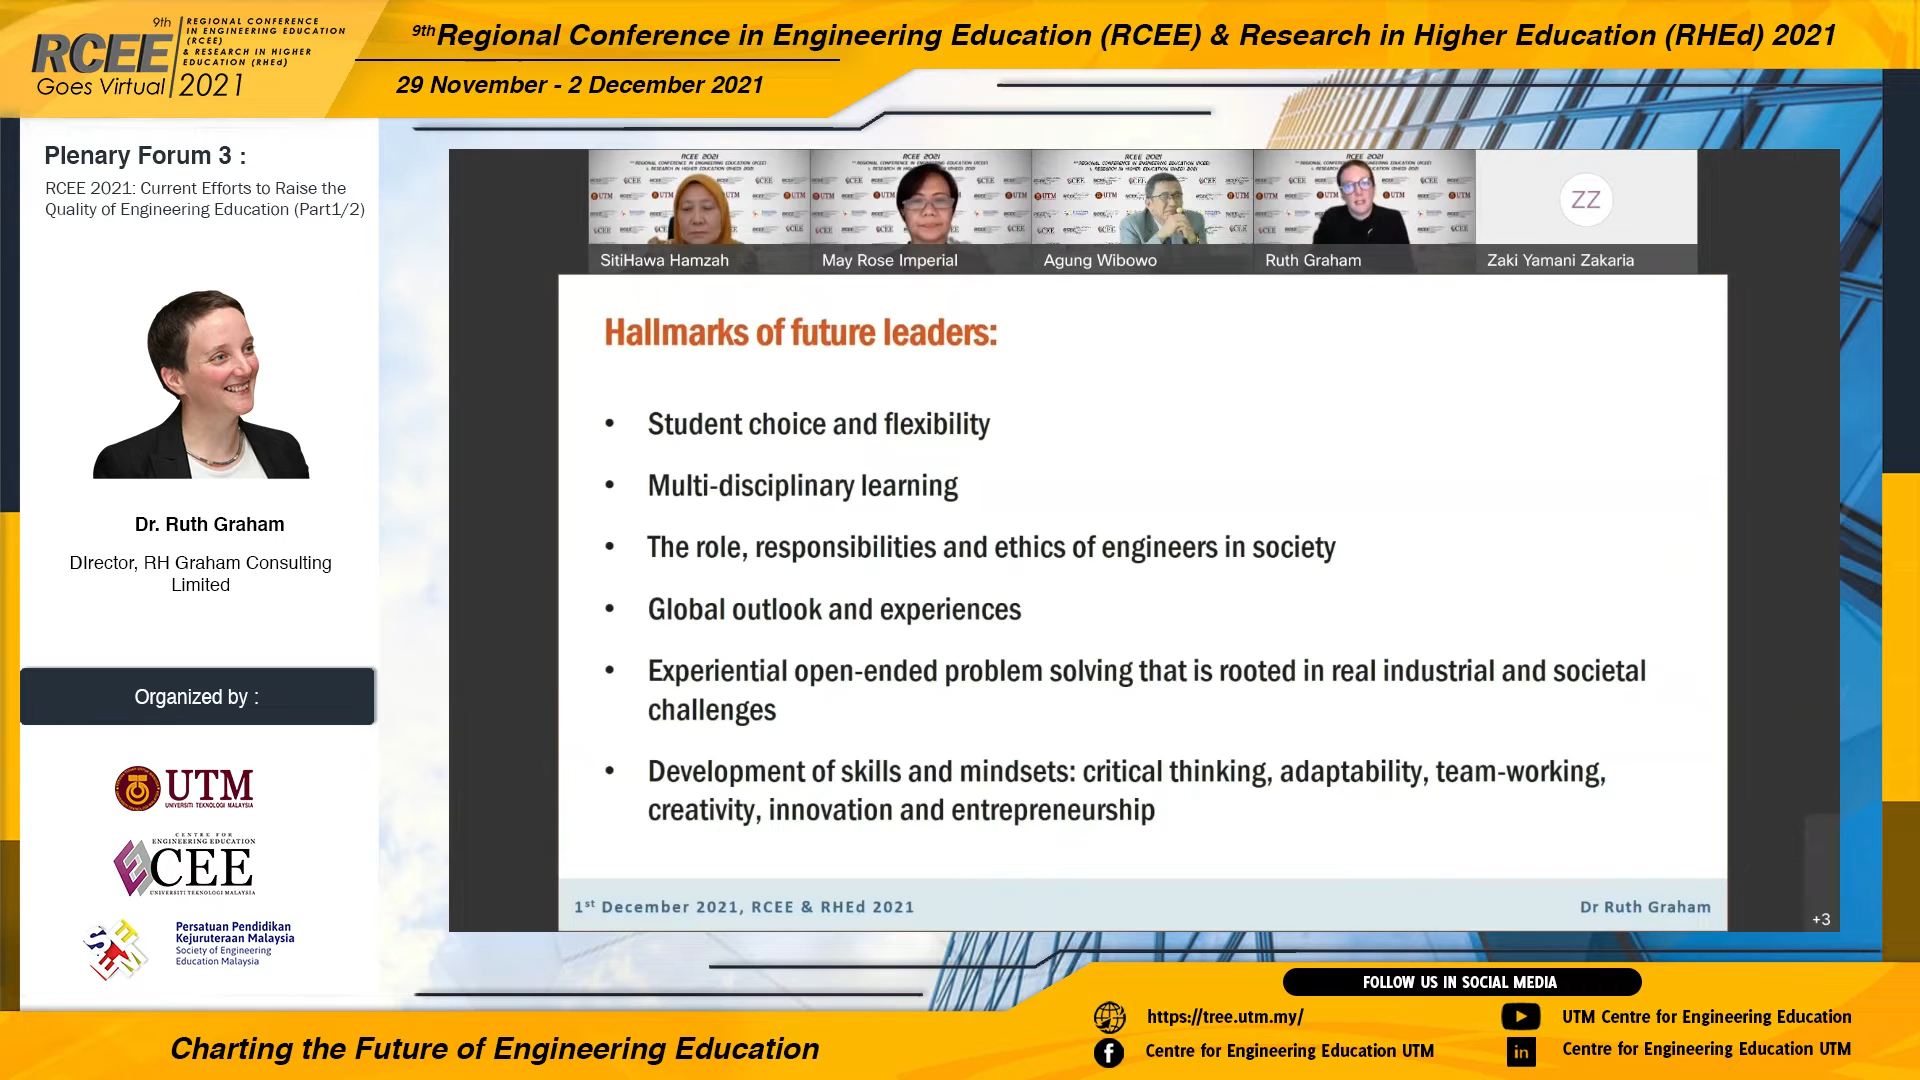 9th
RCEE
Goes Virtual
REGIONAL CONFERENCE
IN ENGINEERING EDUCATION
(RCEE)
& RESEARCH IN HIGHER
EDUCATION (RHEd)
2021
9thRegional Conference in Engineering Education (RCEE) & Research in Higher Education (RHEd) 2021
29 November - 2 December 2021
Plenary Forum 3 :
RCEE 2021: Current Efforts to Raise the
Quality of Engineering Education (Part1/2)
Dr. Ruth Graham
DIrector, RH Graham Consulting
Limited
Organized by :
UTM
UNIVERSITI TEKNOLOGI MALAYSIA
CENTRE FOR
ENGINEERING EDUCATION
CEE
UNIVERSITI TEKNOLOGI MALAYSIA
Persatuan Pendidikan
Kejuruteraan Malaysia
Society of Engineering
Education Malaysia
RCEE 2021
RCEE 2021
RCEE 2021
RCEE 2021
ZZ
SitiHawa Hamzah
May Rose Imperial
Agung Wibowo
Ruth Graham
Zaki Yamani Zakaria
Hallmarks of future leaders:
• Student choice and flexibility
• Multi-disciplinary learning
• The role, responsibilities and ethics of engineers in society
• Global outlook and experiences
• Experiential open-ended problem solving that is rooted in real industrial and societal
challenges
• Development of skills and mindsets: critical thinking, adaptability, team-working,
creativity, innovation and entrepreneurship
1st December 2021, RCEE & RHEd 2021
Dr Ruth Graham
+3
Charting the Future of Engineering Education
FOLLOW US IN SOCIAL MEDIA
https://tree.utm.my/
UTM Centre for Engineering Education
Centre for Engineering Education UTM
Centre for Engineering Education UTM